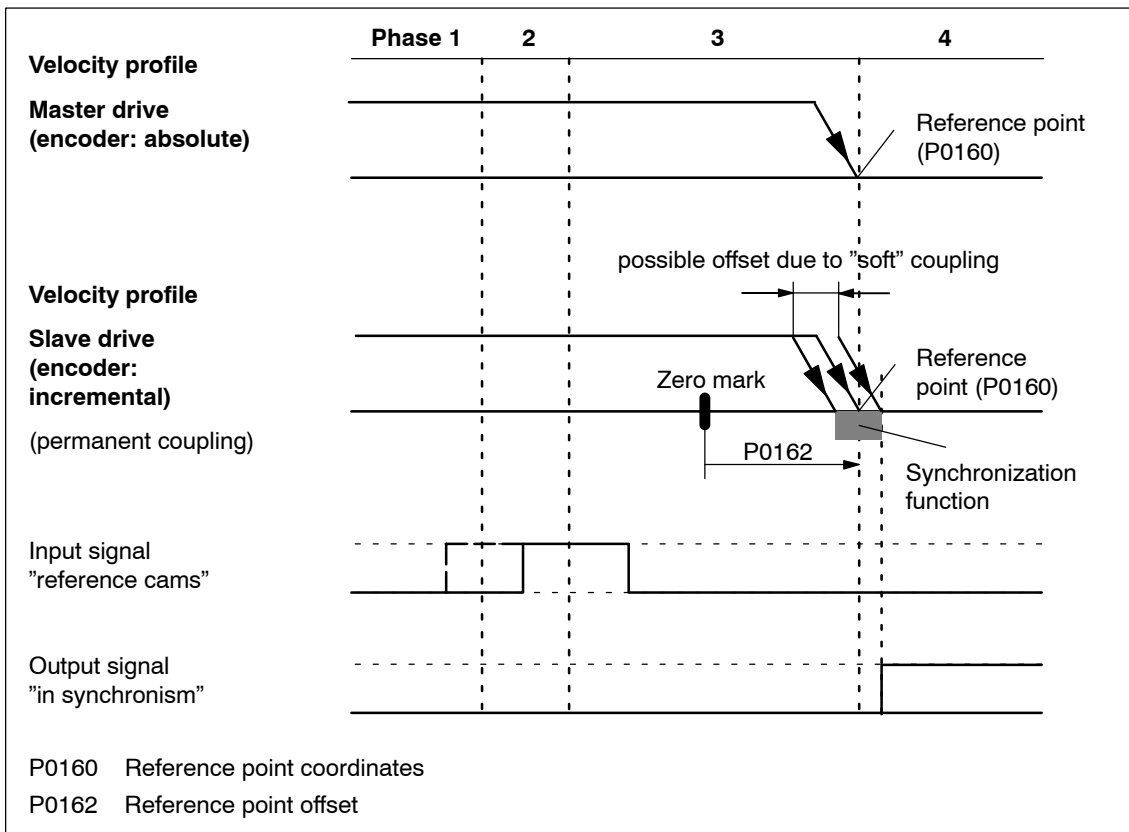 Phase 1 2 3 4
Velocity profile
Master drive
(encoder: absolute)
Reference point
(P0160)
possible offset due to ”soft” coupling
Velocity profile
Slave drive
(encoder:
incremental)
(permanent coupling)
Zero mark
Reference
point (P0160)
P0162
Synchronization
function
Input signal
”reference cams”
Output signal
”in synchronism”
P0160 Reference point coordinates
P0162 Reference point offset